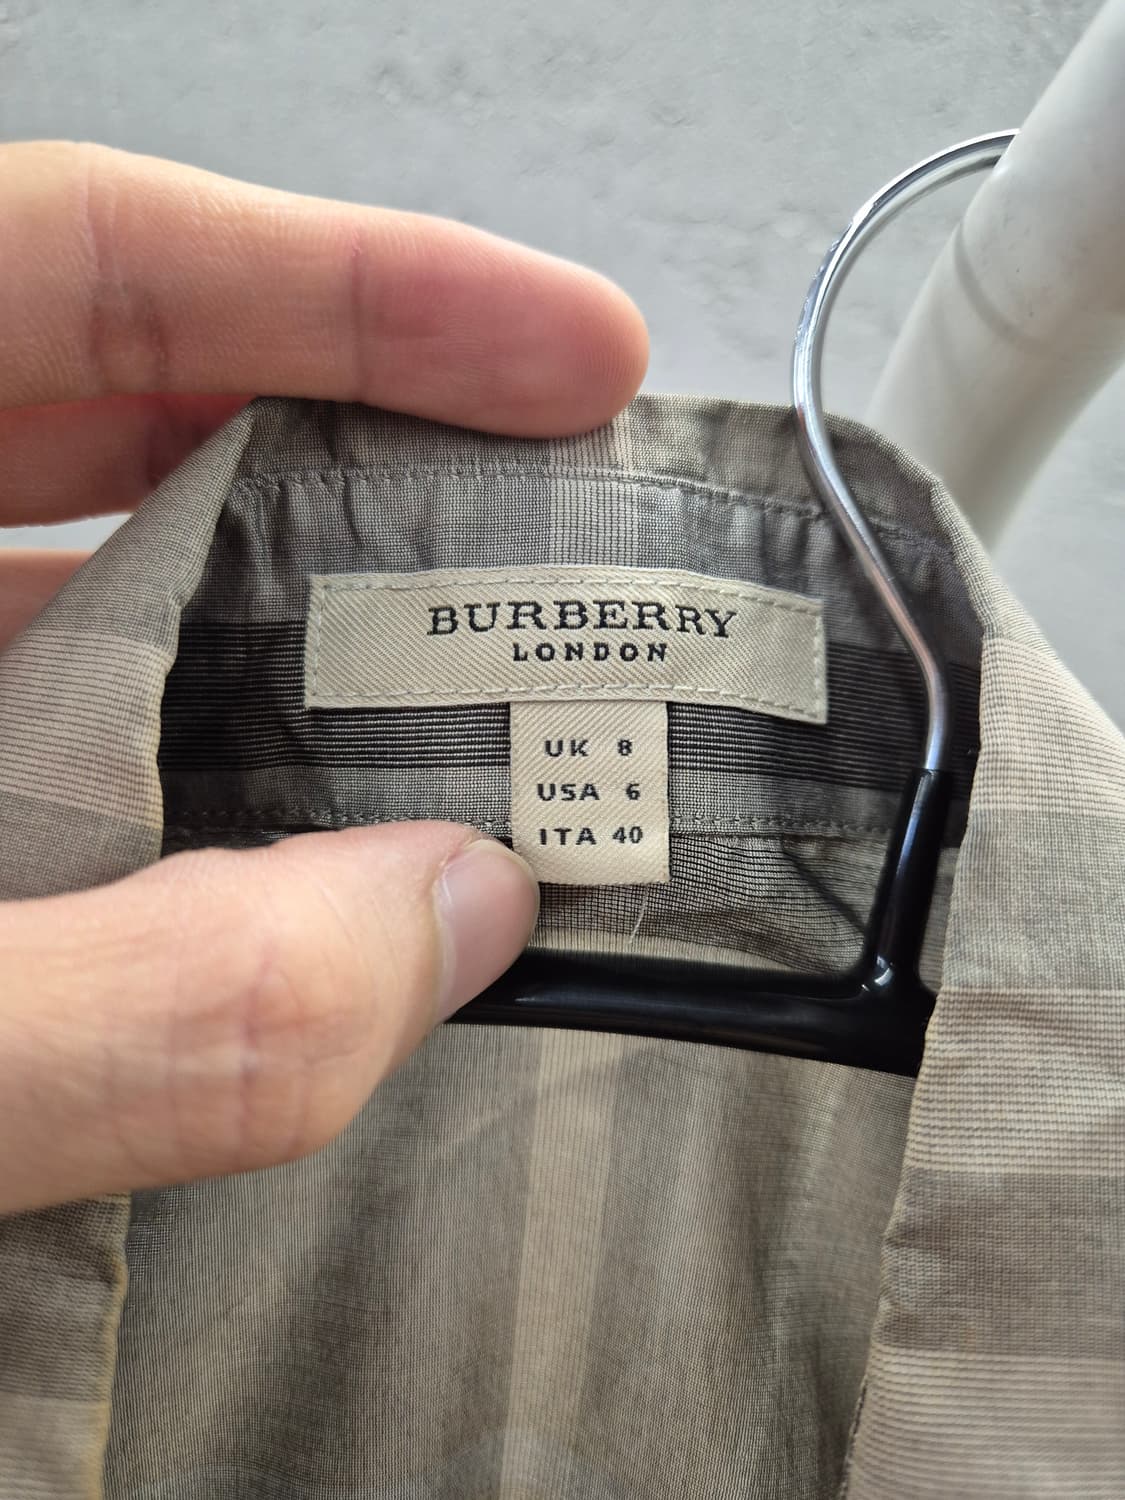 BURBERRY
LONDON
UK 8
USA 6
ITA 40